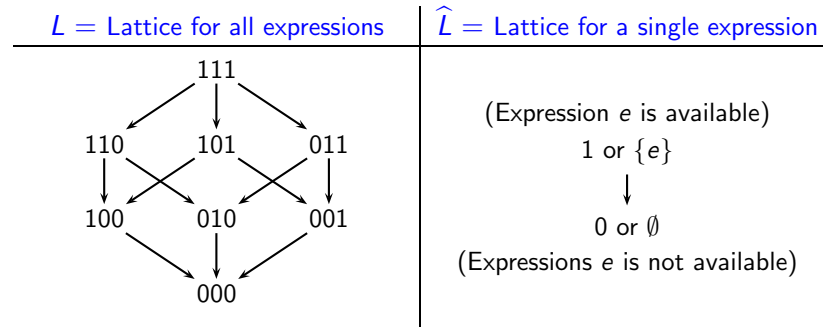 L = Lattice for all expressions
L̂ = Lattice for a single expression
111
110 101 011
100 010 001
000
(Expression e is available)
1 or {e}
0 or ∅
(Expressions e is not available)